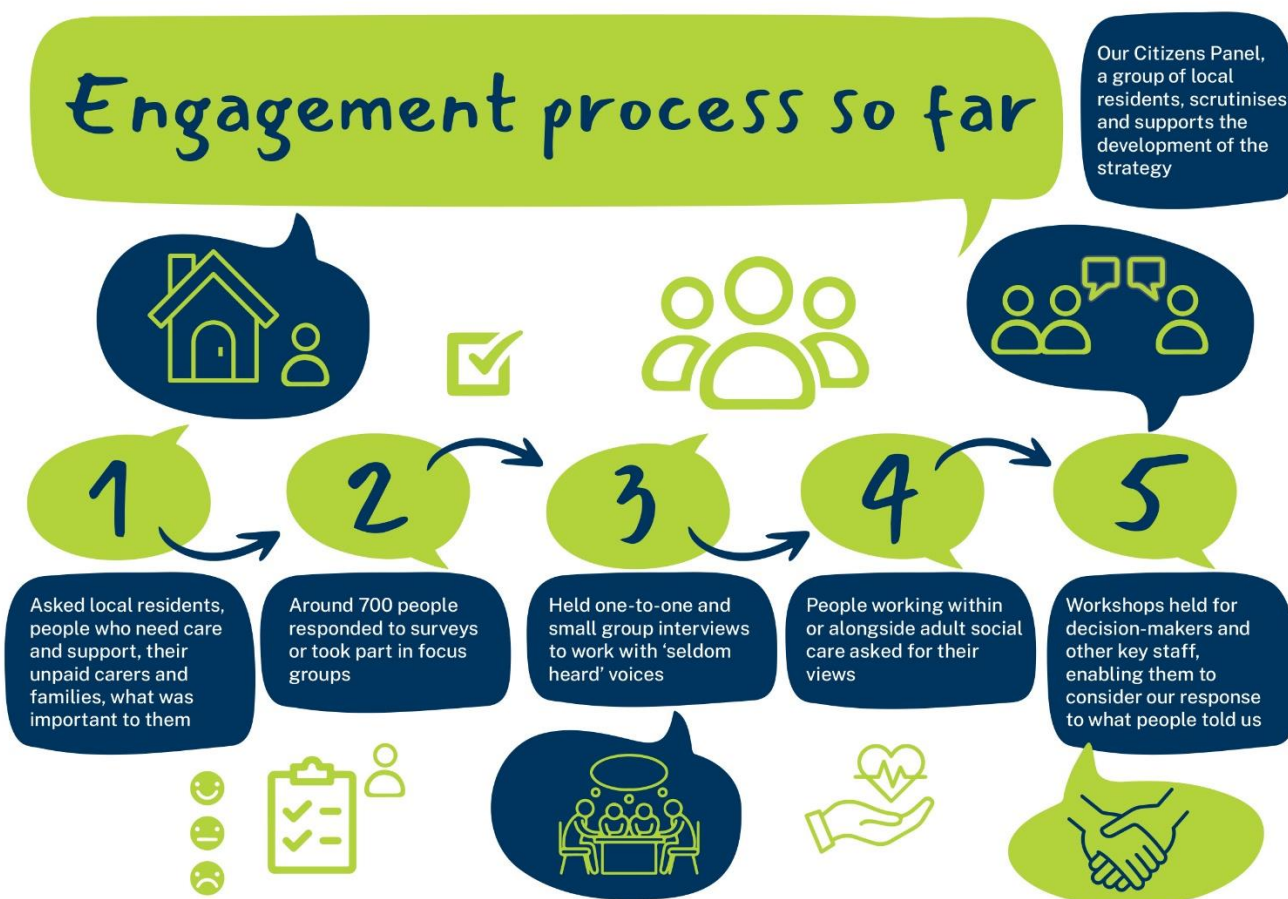 Engagement process so far
Our Citizens Panel,
a group of local
residents, scrutinises
and supports the
development of the
strategy
1
Asked local residents,
people who need care
and support, their
unpaid carers and
families, what was
important to them
2
Around 700 people
responded to surveys
or took part in focus
groups
3
Held one-to-one and
small group interviews
to work with ‘seldom
heard’ voices
4
People working within
or alongside adult social
care asked for their
views
5
Workshops held for
decision-makers and
other key staff,
enabling them to
consider our response
to what people told us